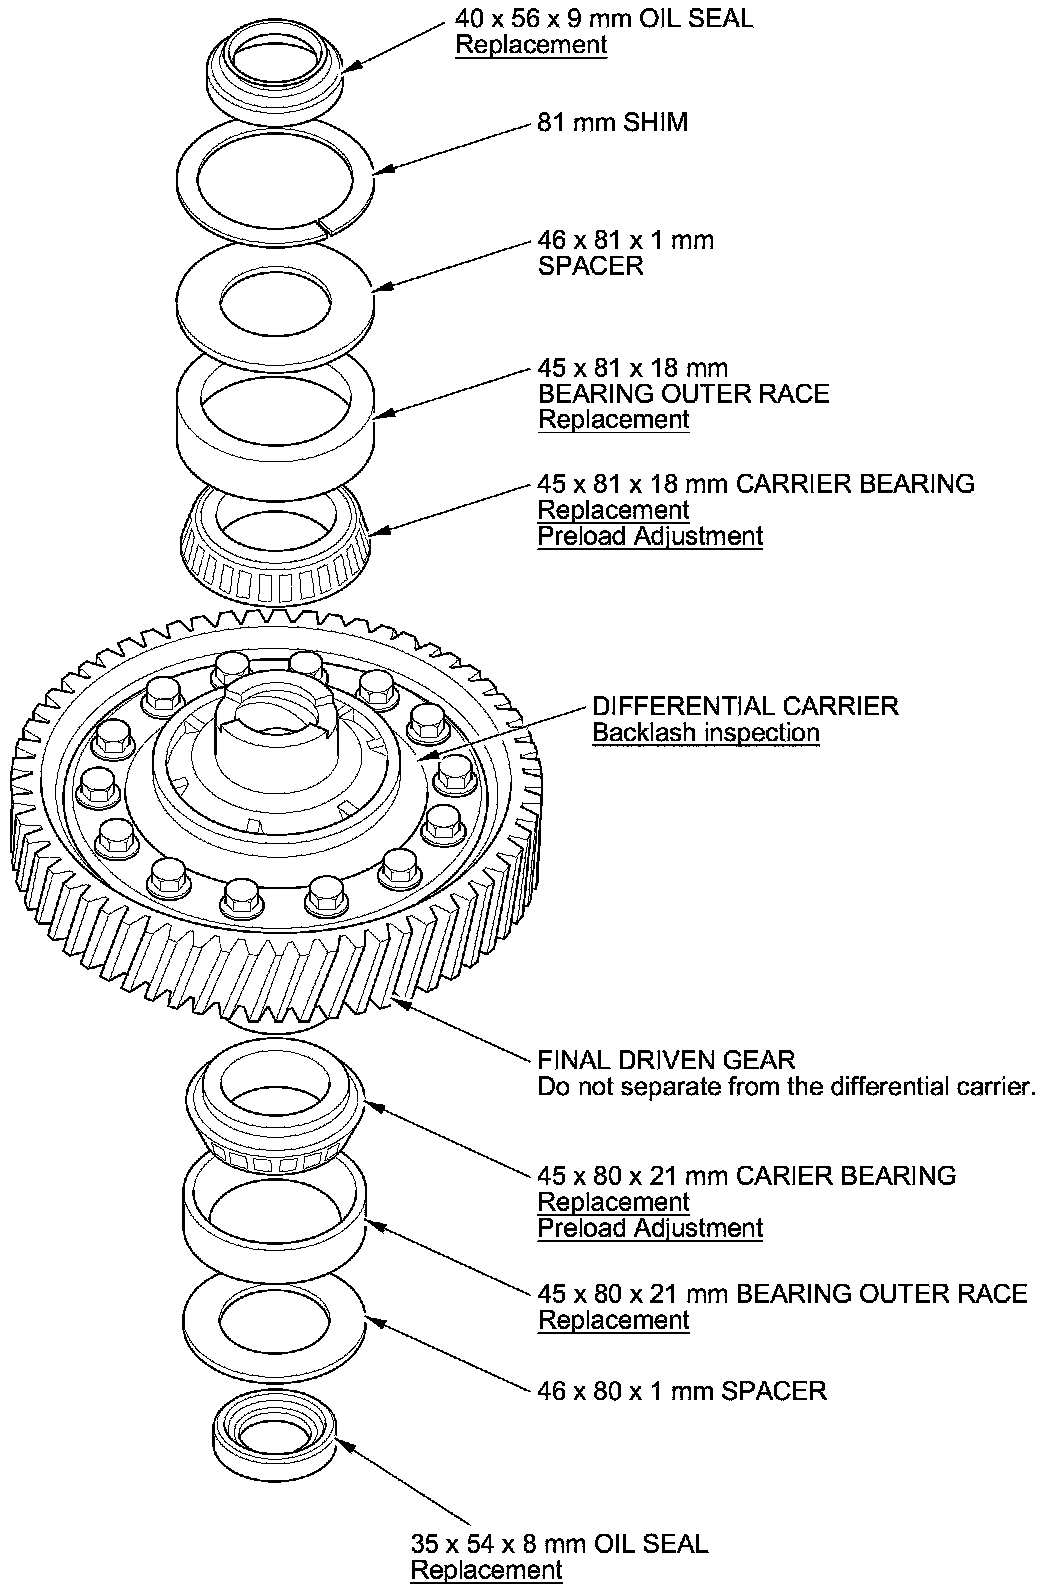 40 x 56 x 9 mm OIL SEAL
Replacement
81 mm SHIM
46 x 81 x 1 mm
SPACER
45 x 81 x 18 mm
BEARING OUTER RACE
Replacement
45 x 81 x 18 mm CARRIER BEARING
Replacement
Preload Adjustment
DIFFERENTIAL CARRIER
Backlash inspection
FINAL DRIVEN GEAR
Do not separate from the differential carrier.
45 x 80 x 21 mm CARIER BEARING
Replacement
Preload Adjustment
45 x 80 x 21 mm BEARING OUTER RACE
Replacement
46 x 80 x 1 mm SPACER
35 x 54 x 8 mm OIL SEAL
Replacement